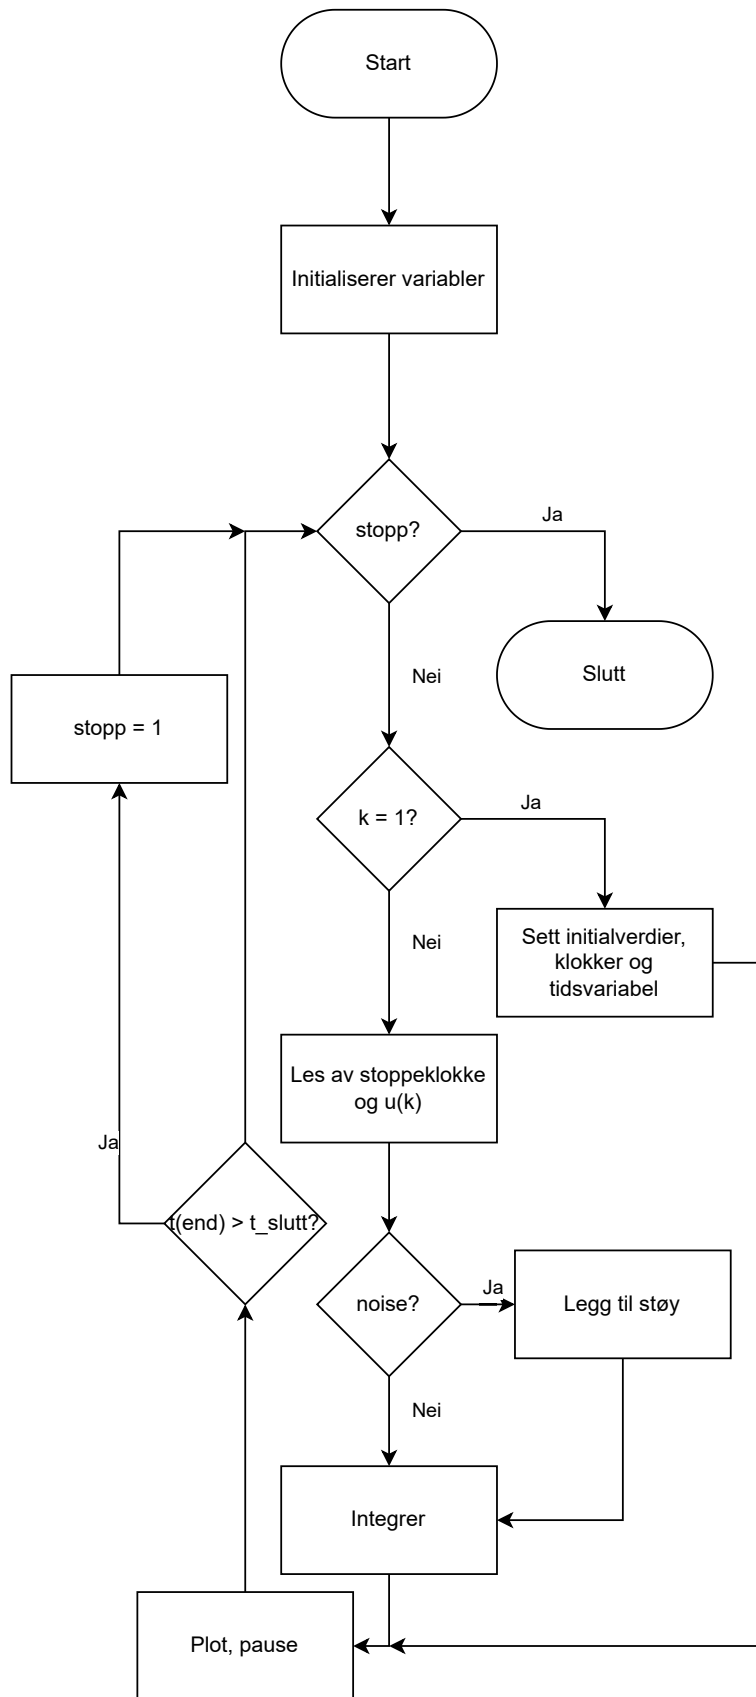 Start
Initialiserer variabler
stopp?
Ja
Slutt
Nei
stopp = 1
k = 1?
Ja
Sett initialverdier,
klokker og
tidsvariabel
Nei
Les av stoppeklokke
og u(k)
Ja
t(end) > t_slutt?
noise?
Ja
Legg til støy
Nei
Integrer
Plot, pause